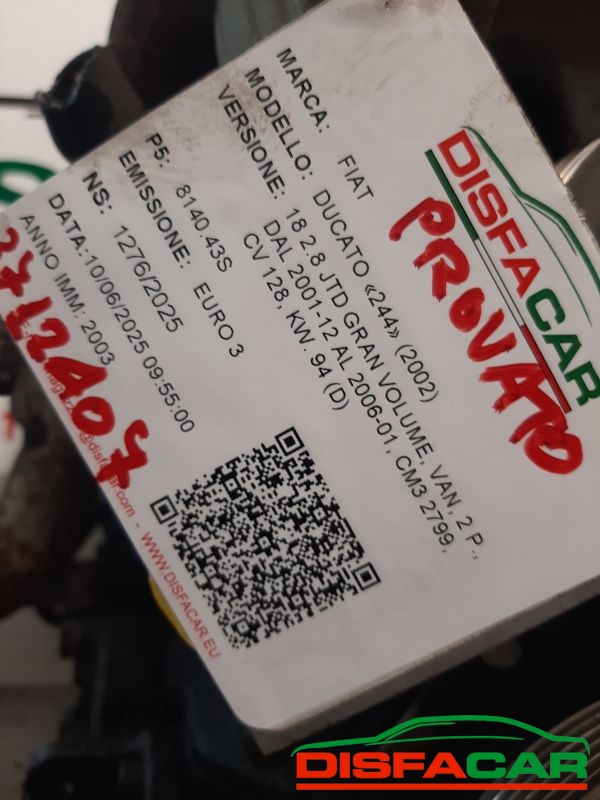 DISFACAR
PROVATO
MARCA: FIAT
MODELLO: DUCATO «244» (2002)
VERSIONE: 18 2.8 JTD GRAN VOLUME, VAN, 2 P.,
DAL 2001-12 AL 2006-01, CM3 2799,
CV 128, KW. 94 (D)
P5: 8140.43S
EMISSIONE: EURO 3
NS: 1276/2025
DATA:10/06/2025 09:55:00
ANNO IMM: 2003
WWW.DISFACAR.EU
DISFACAR